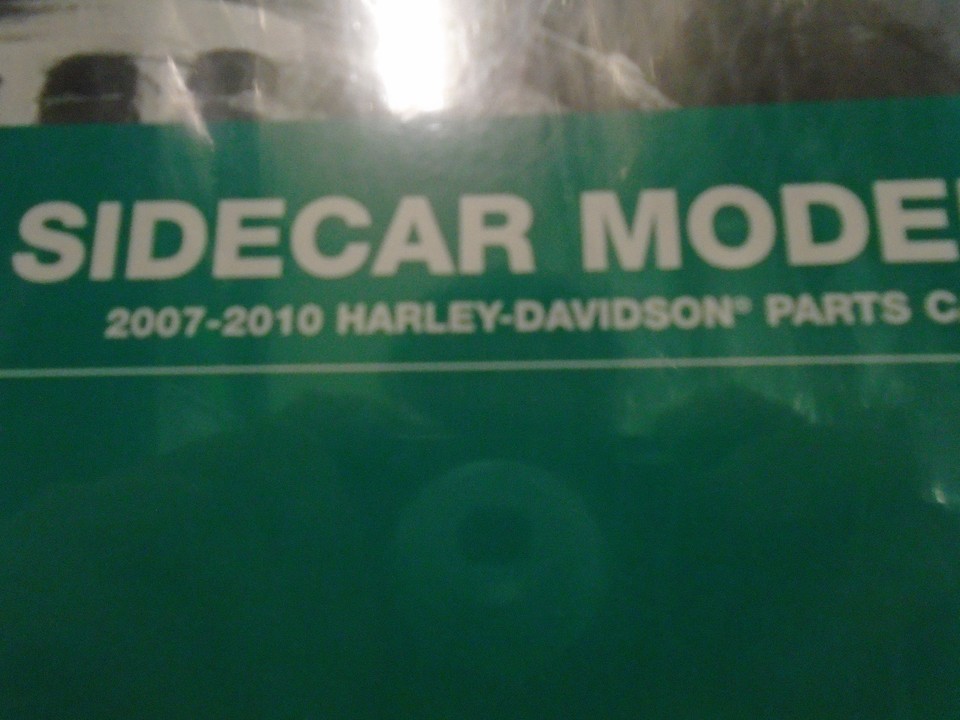 SIDECAR MODE
2007-2010 HARLEY-DAVIDSON® PARTS C